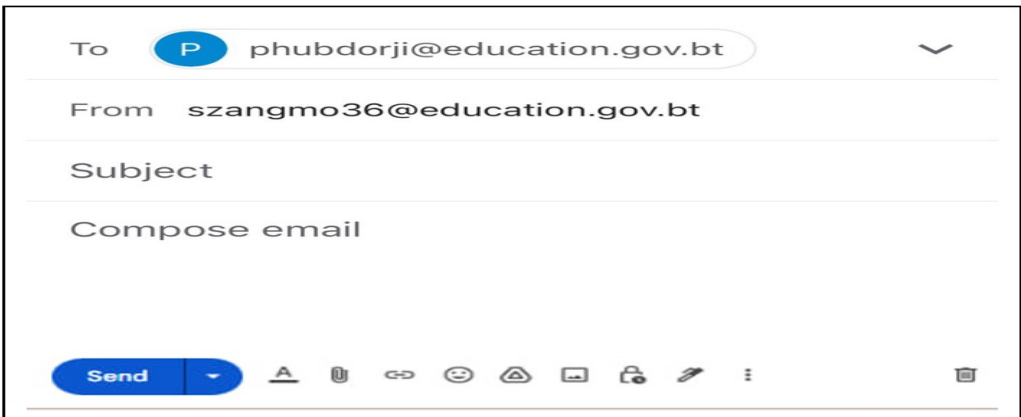 To P phubdorji@education.gov.bt
From szangmo36@education.gov.bt
Subject
Compose email
Send A